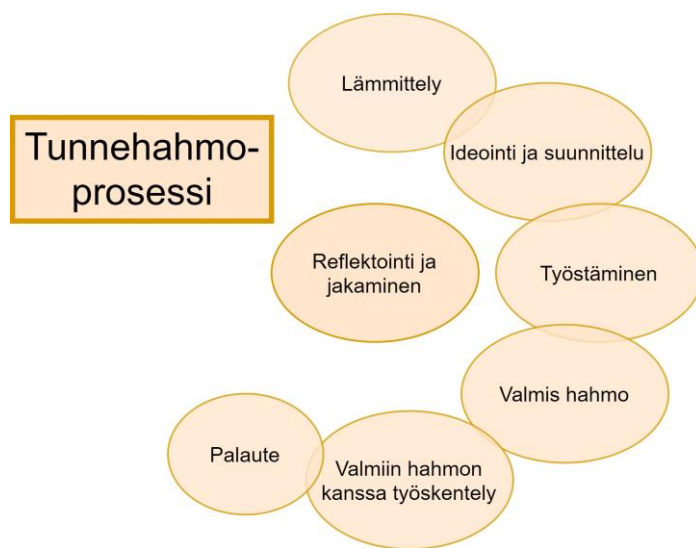 Tunnehahmo-
prosessi
Lämmittely
Ideointi ja suunnittelu
Työstäminen
Valmis hahmo
Valmiin hahmon
kanssa työskentely
Palaute
Reflektointi ja
jakaminen